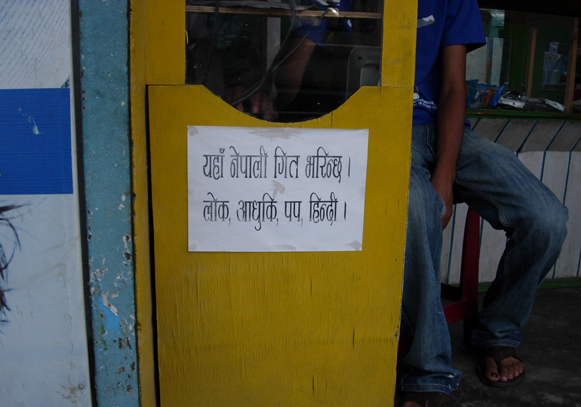 यहाँ नेपाली गित भरिन्छ ।
लोक, आधुकि, पप, हिन्दी ।